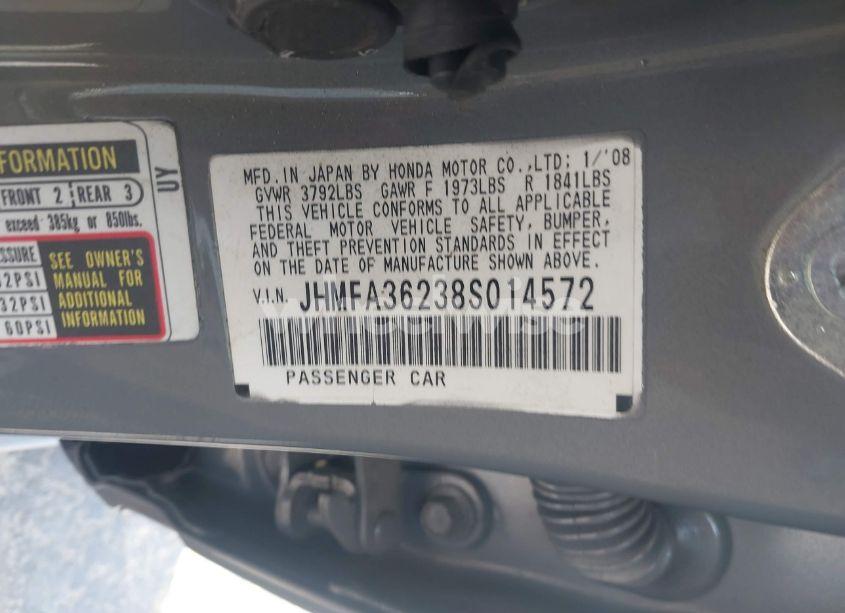 FORMATION
FRONT 2 REAR 3
exceed 385kg or 850lbs.
SSURE
SEE OWNER'S
MANUAL FOR
ADDITIONAL
INFORMATION
2PSI
32PSI
60PSI
UY
MFD. IN JAPAN BY HONDA MOTOR CO.,LTD: 1/'08
GVWR 3792LBS GAWR F 1973LBS R 1841LBS
THIS VEHICLE CONFORMS TO ALL APPLICABLE
FEDERAL MOTOR VEHICLE SAFETY, BUMPER,
AND THEFT PREVENTION STANDARDS IN EFFECT
ON THE DATE OF MANUFACTURE SHOWN ABOVE.
V.I.N. JHMFA36238S014572
PASSENGER CAR